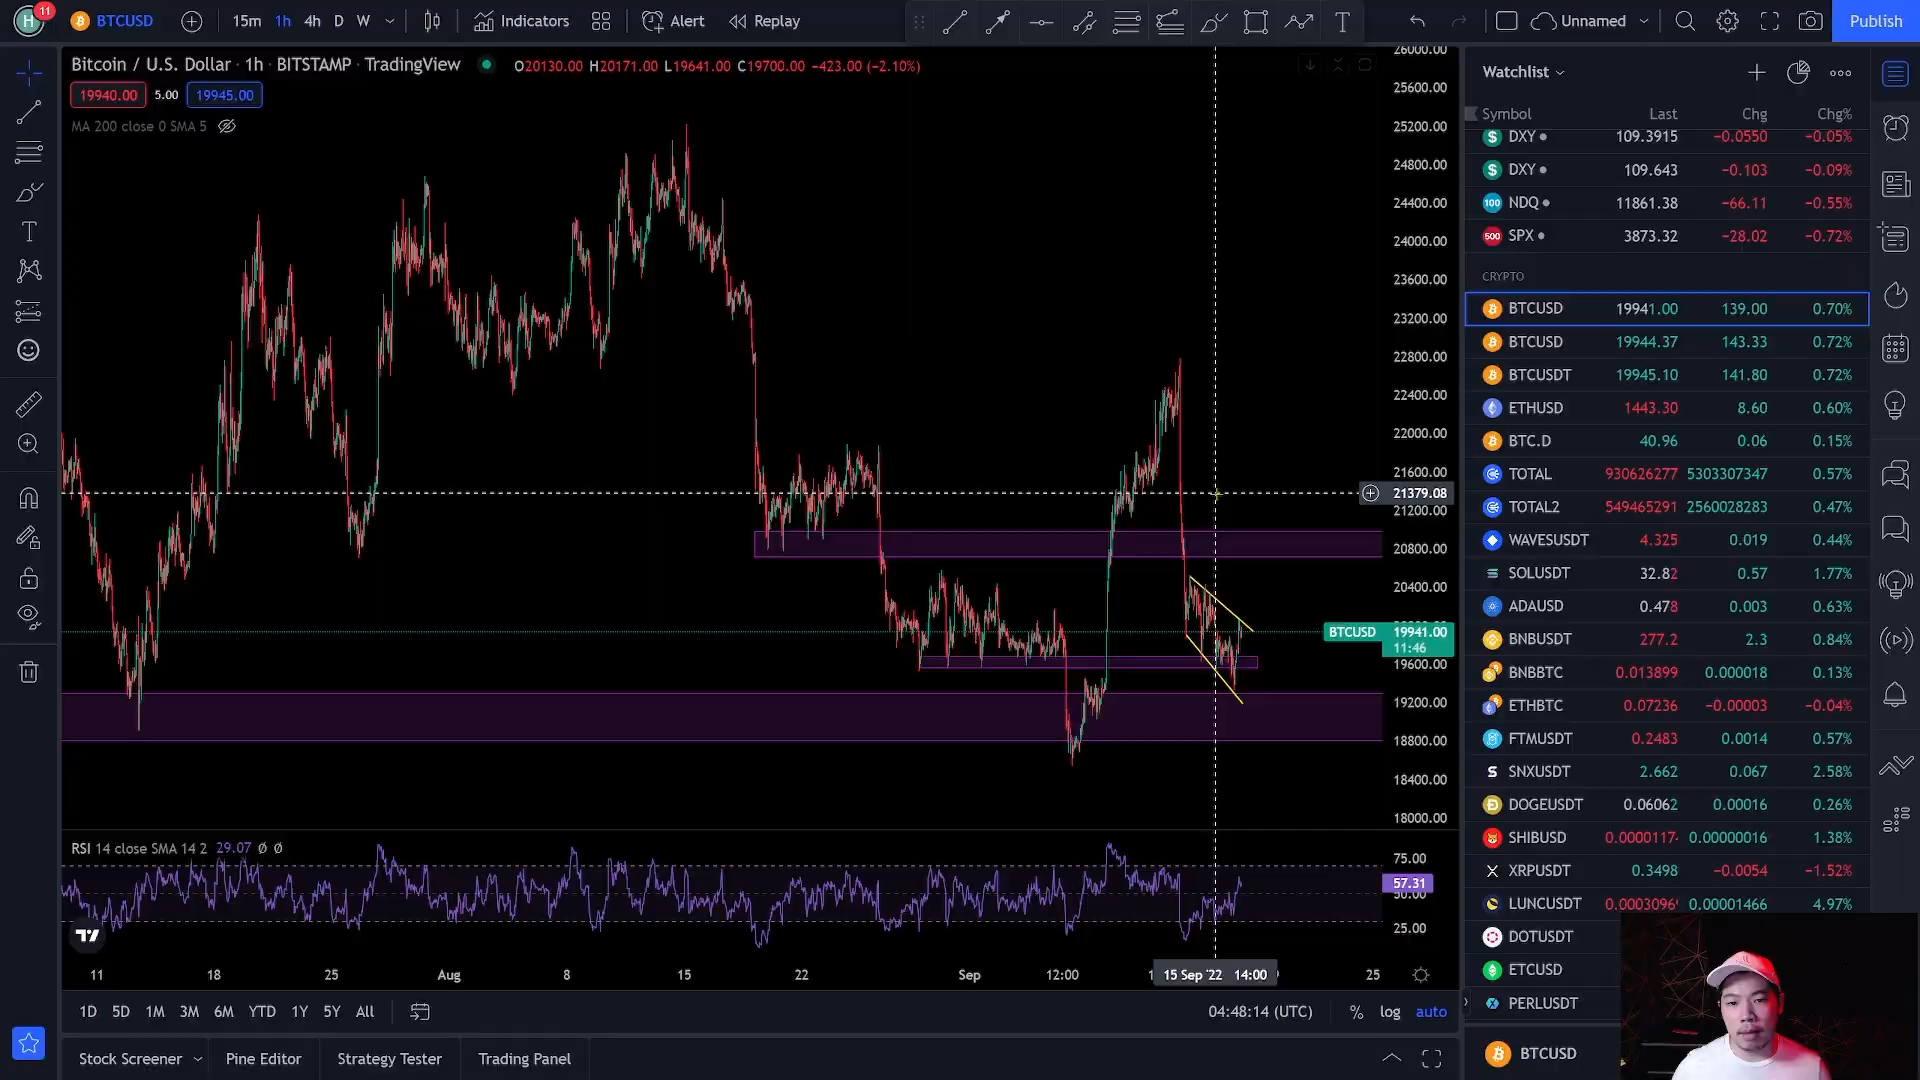 H 11 BTCUSD 15m 1h 4h D W Indicators Alert Replay T Unnamed Publish
Bitcoin / U.S. Dollar · 1h · BITSTAMP · TradingView O20130.00 H20171.00 L19641.00 C19700.00 −423.00 (−2.10%)
19940.00 5.00 19945.00
MA 200 close 0 SMA 5
26000.00
25600.00
25200.00
24800.00
24400.00
24000.00
23600.00
23200.00
22800.00
22400.00
22000.00
21600.00
21379.08
21200.00
20800.00
20400.00
BTCUSD 19941.00
11:46
19600.00
19200.00
18800.00
18400.00
18000.00
RSI 14 close SMA 14 2 29.07 Ø Ø
75.00
57.31
50.00
25.00
11 18 25 Aug 8 15 22 Sep 12:00 15 Sep '22 14:00 25
1D 5D 1M 3M 6M YTD 1Y 5Y All 04:48:14 (UTC) % log auto
Stock Screener Pine Editor Strategy Tester Trading Panel
Watchlist
Symbol Last Chg Chg%
DXY 109.3915 −0.0550 −0.05%
DXY 109.643 −0.103 −0.09%
100 NDQ 11861.38 −66.11 −0.55%
500 SPX 3873.32 −28.02 −0.72%
CRYPTO
BTCUSD 19941.00 139.00 0.70%
BTCUSD 19944.37 143.33 0.72%
BTCUSDT 19945.10 141.80 0.72%
ETHUSD 1443.30 8.60 0.60%
BTC.D 40.96 0.06 0.15%
TOTAL 930626277 5303307347 0.57%
TOTAL2 549465291 2560028283 0.47%
WAVESUSDT 4.325 0.019 0.44%
SOLUSDT 32.82 0.57 1.77%
ADAUSD 0.478 0.003 0.63%
BNBUSDT 277.2 2.3 0.84%
BNBBTC 0.013899 0.000018 0.13%
ETHBTC 0.07236 −0.00003 −0.04%
FTMUSDT 0.2483 0.0014 0.57%
SNXUSDT 2.662 0.067 2.58%
DOGEUSDT 0.06062 0.00016 0.26%
SHIBUSD 0.0000117 0.00000016 1.38%
XRPUSDT 0.3498 −0.0054 −1.52%
LUNCUSDT 0.0003096 0.00001466 4.97%
DOTUSDT
ETCUSD
PERLUSDT
BTCUSD